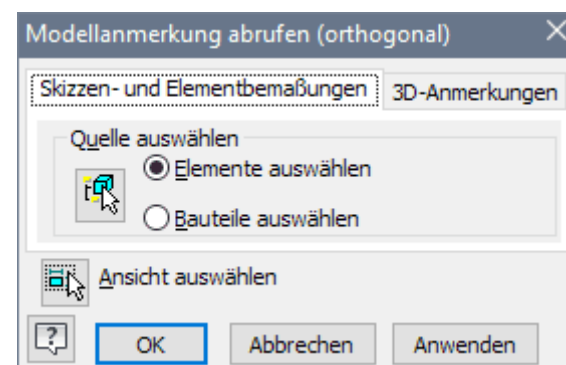 Modellanmerkung abrufen (orthogonal)
Skizzen- und Elementbemaßungen 3D-Anmerkungen
Quelle auswählen
Elemente auswählen
Bauteile auswählen
Ansicht auswählen
OK Abbrechen Anwenden